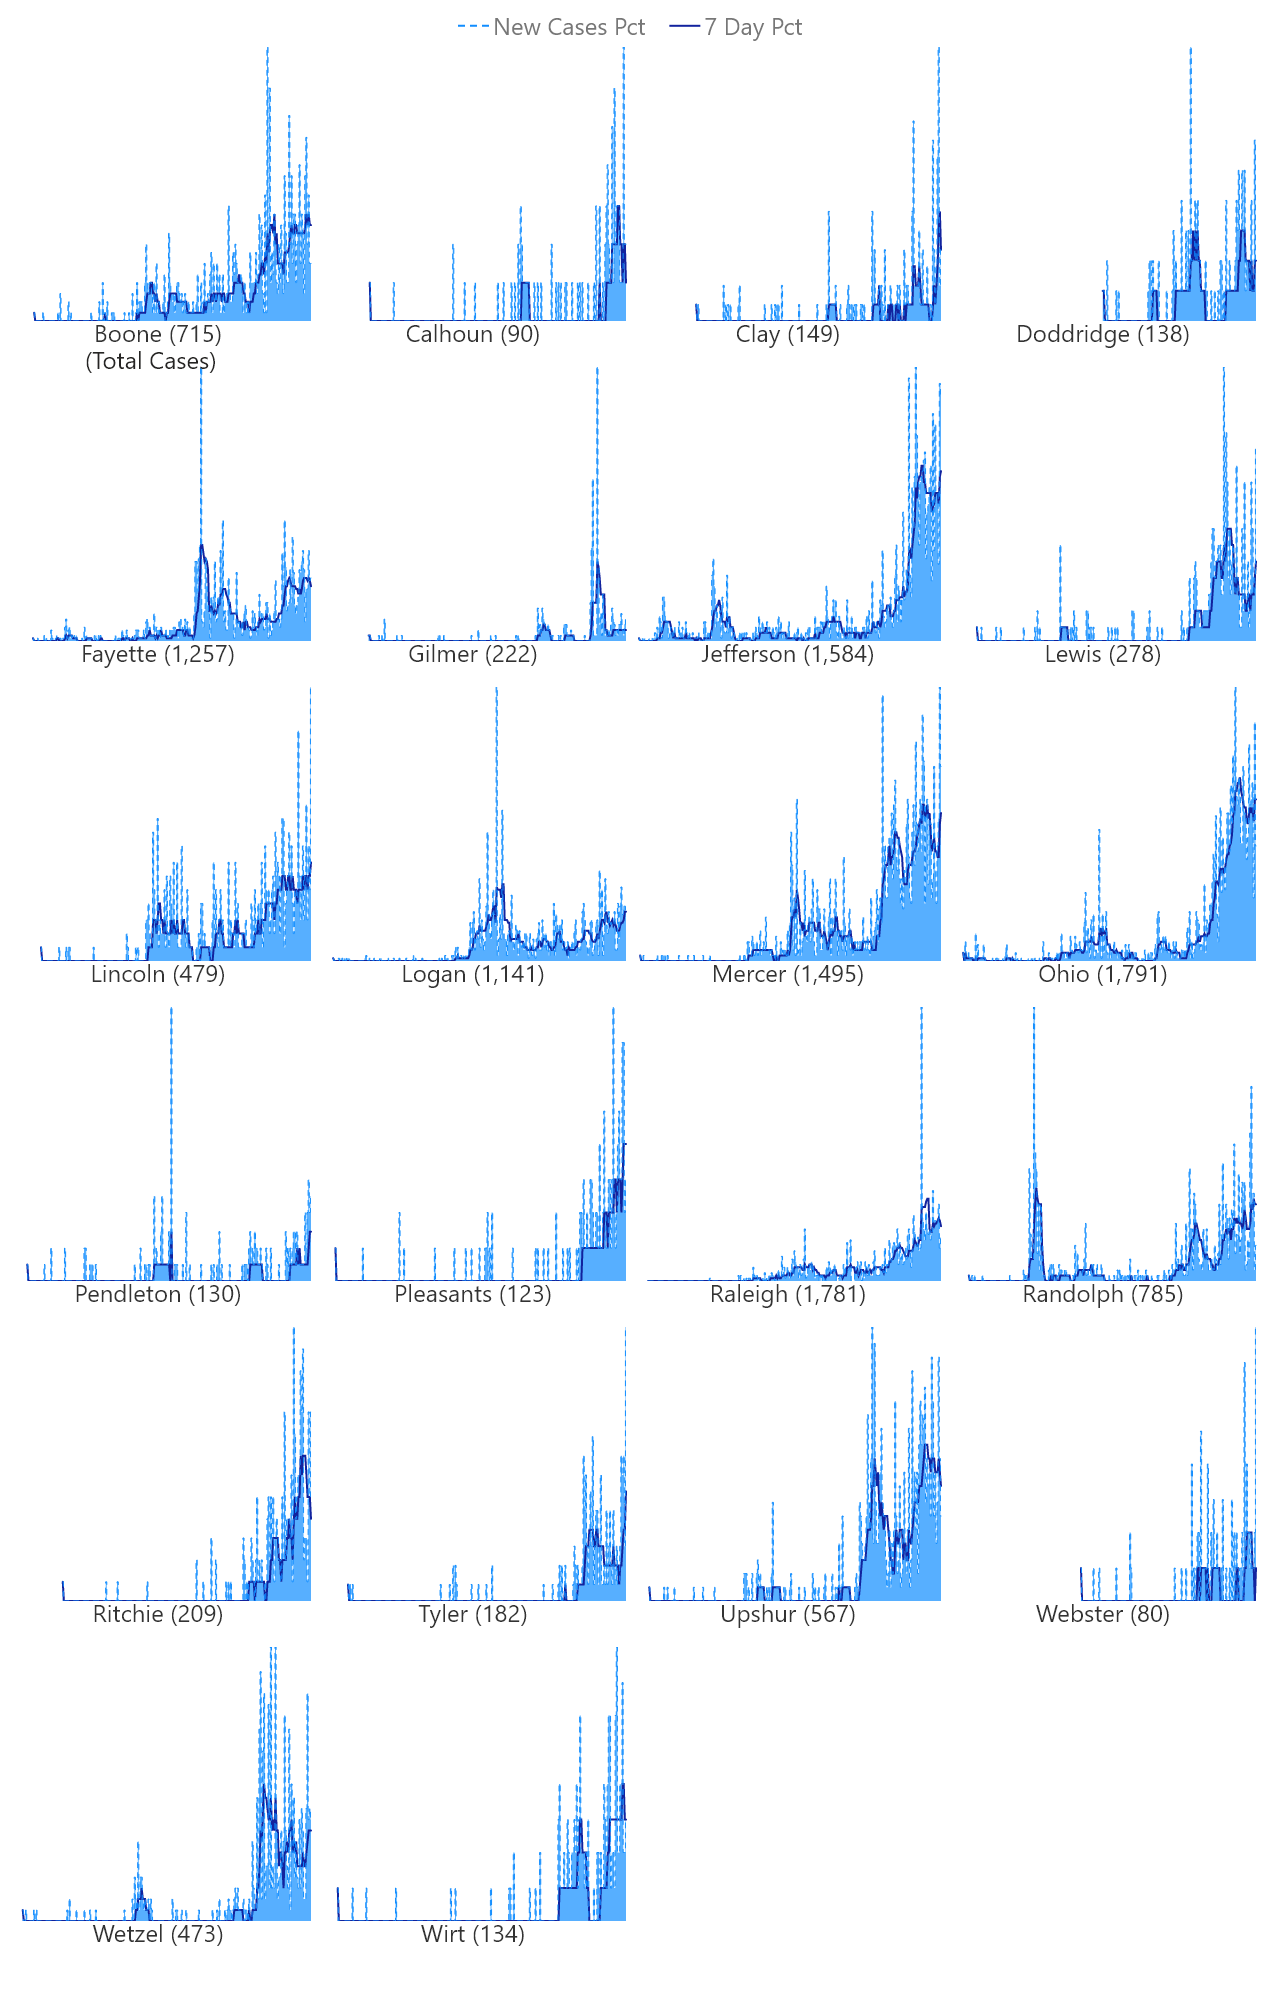 New Cases Pct 7 Day Pct
Boone (715) Calhoun (90) Clay (149) Doddridge (138)
(Total Cases)
Fayette (1,257) Gilmer (222) Jefferson (1,584) Lewis (278)
Lincoln (479) Logan (1,141) Mercer (1,495) Ohio (1,791)
Pendleton (130) Pleasants (123) Raleigh (1,781) Randolph (785)
Ritchie (209) Tyler (182) Upshur (567) Webster (80)
Wetzel (473) Wirt (134)